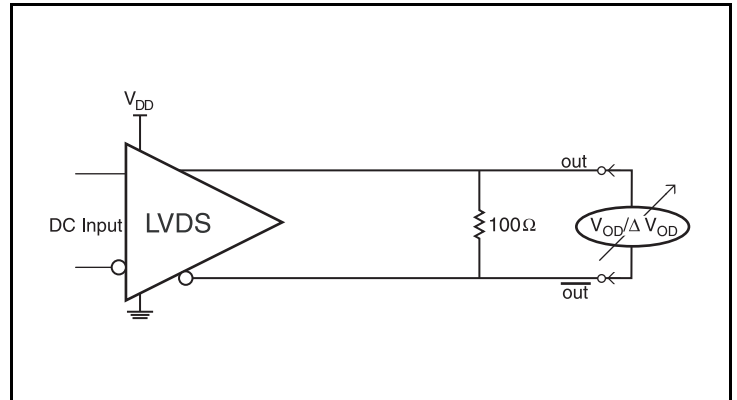 VDD
out
DC Input
LVDS
100Ω
VOD/Δ VOD
out